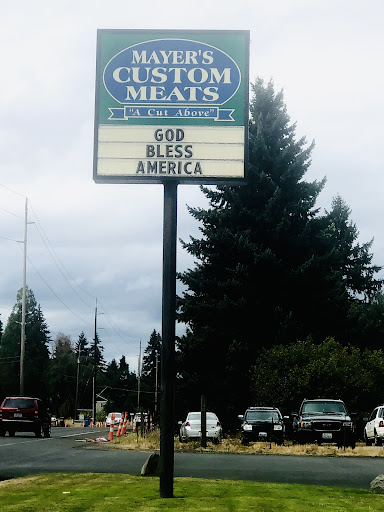 MAYER'S
CUSTOM
MEATS
"A Cut Above"
GOD
BLESS
AMERICA